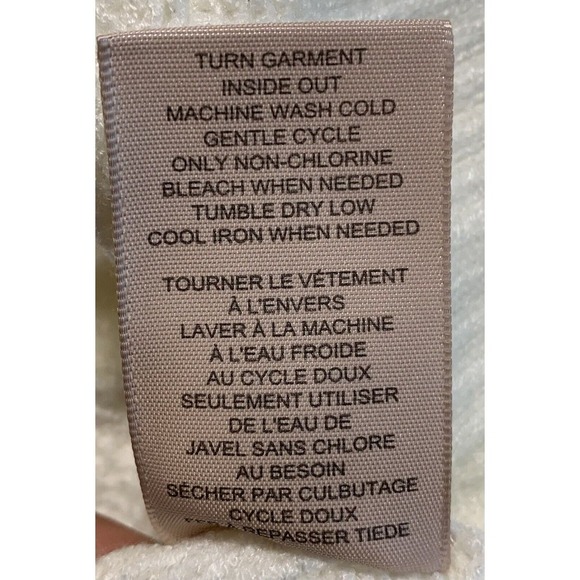 TURN GARMENT
INSIDE OUT
MACHINE WASH COLD
GENTLE CYCLE
ONLY NON-CHLORINE
BLEACH WHEN NEEDED
TUMBLE DRY LOW
COOL IRON WHEN NEEDED
TOURNER LE VÉTEMENT
À L'ENVERS
LAVER À LA MACHINE
À L'EAU FROIDE
AU CYCLE DOUX
SEULEMENT UTILISER
DE L'EAU DE
JAVEL SANS CHLORE
AU BESOIN
SÉCHER PAR CULBUTAGE
CYCLE DOUX
REPASSER TIEDE